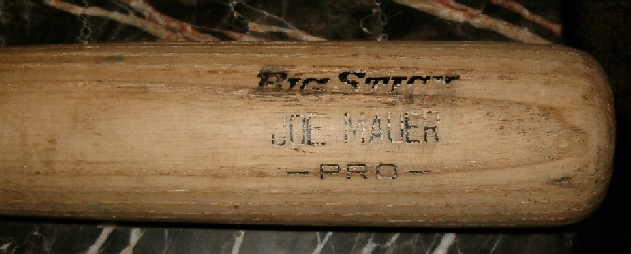 Big Stick
JOE MAUER
-PRO-